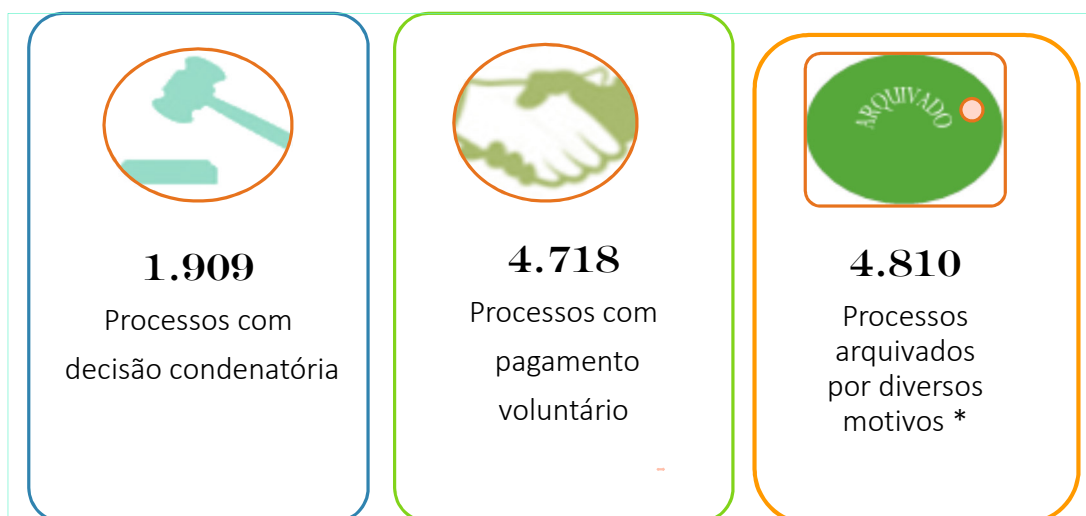 1.909
Processos com
decisão condenatória
4.718
Processos com
pagamento
voluntário
ARQUIVADO
4.810
Processos
arquivados
por diversos
motivos *